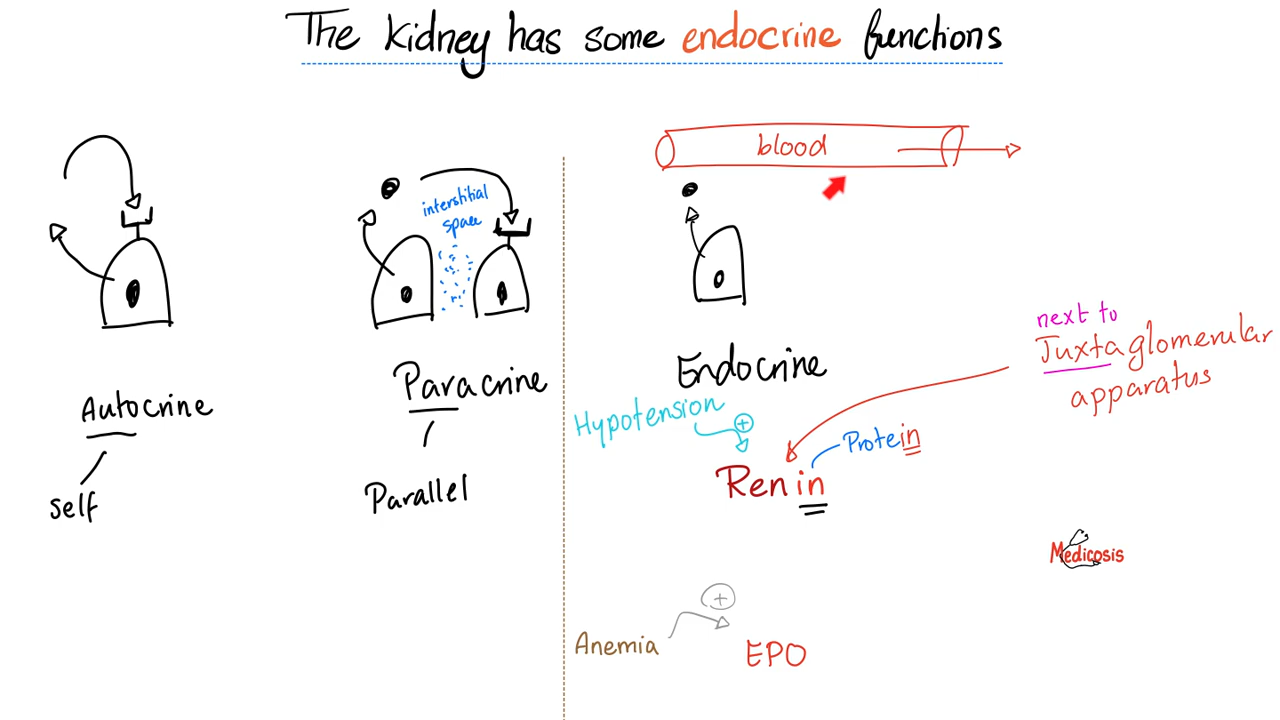 The kidney has some endocrine functions
blood
interstitial
space
Autocrine
self
Paracrine
Parallel
Endocrine
next to
Juxtaglomerular
apparatus
Hypotension
+
Protein
Renin
Medicosis
+
Anemia
EPO